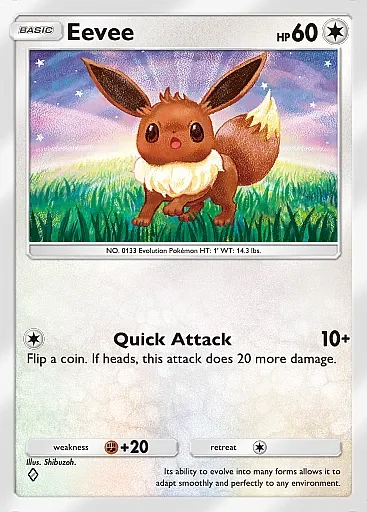 BASIC Eevee HP 60
NO. 0133 Evolution Pokémon HT: 1' WT: 14.3 lbs.
Quick Attack 10+
Flip a coin. If heads, this attack does 20 more damage.
weakness +20 retreat
Illus. Shibuzoh.
Its ability to evolve into many forms allows it
to adapt smoothly and perfectly to any environment.